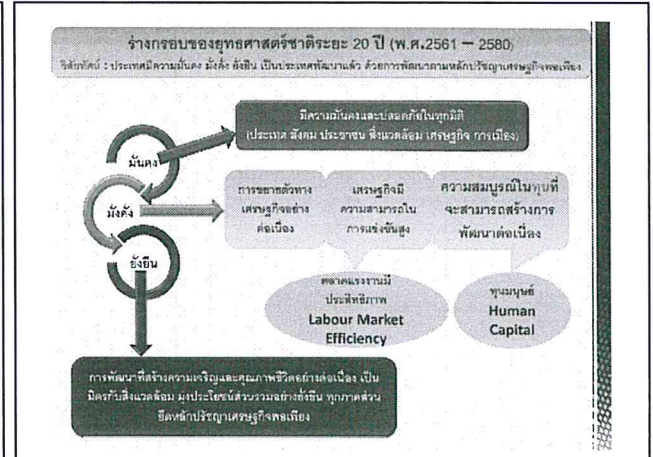 ร่างกรอบของยุทธศาสตร์ชาติระยะ 20 ปี (พ.ศ.2561 – 2580)
วิสัยทัศน์ : ประเทศมีความมั่นคง มั่งคั่ง ยั่งยืน เป็นประเทศพัฒนาแล้ว ด้วยการพัฒนาตามหลักปรัชญาเศรษฐกิจพอเพียง
มีความมั่นคงและปลอดภัยในทุกมิติ
(ประเทศ สังคม ประชาชน สิ่งแวดล้อม เศรษฐกิจ การเมือง)
มั่นคง
มั่งคั่ง
การขยายตัวทาง
เศรษฐกิจอย่าง
ต่อเนื่อง
เศรษฐกิจมี
ความสามารถใน
การแข่งขันสูง
ความสมบูรณ์ในทุนที่
จะสามารถสร้างการ
พัฒนาต่อเนื่อง
ยั่งยืน
ตลาดแรงงานมี
ประสิทธิภาพ
Labour Market
Efficiency
ทุนมนุษย์
Human
Capital
การพัฒนาที่สร้างความเจริญและคุณภาพชีวิตอย่างต่อเนื่อง เป็น
มิตรกับสิ่งแวดล้อม มุ่งประโยชน์ส่วนรวมอย่างยั่งยืน ทุกภาคส่วน
ยึดหลักปรัชญาเศรษฐกิจพอเพียง